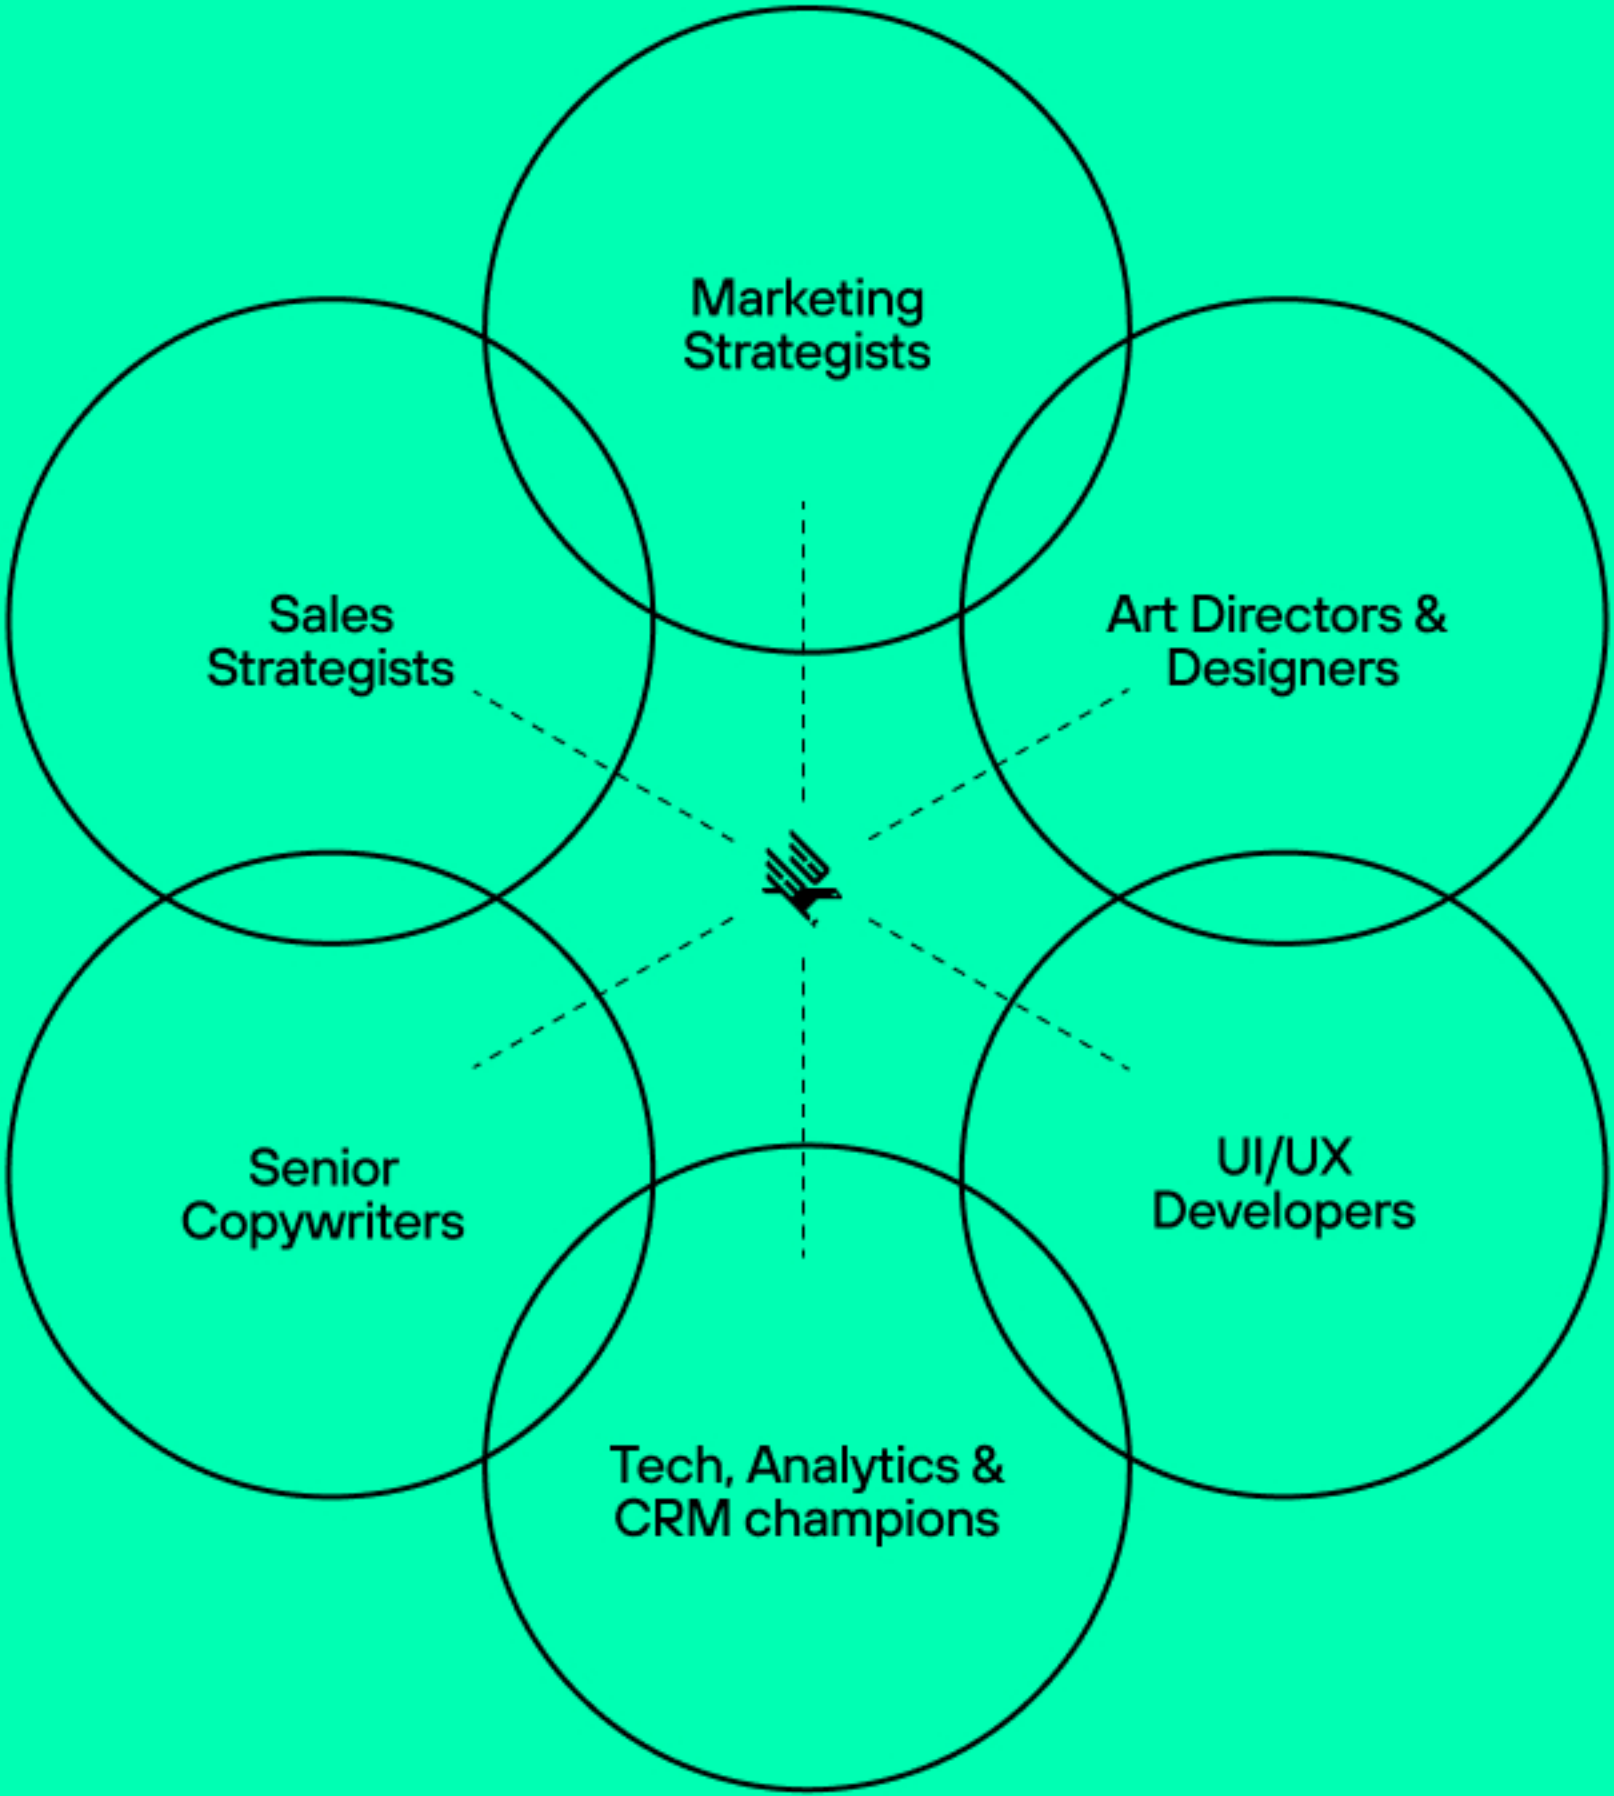 Marketing
Strategists
Sales
Strategists
Art Directors &
Designers
Senior
Copywriters
UI/UX
Developers
Tech, Analytics &
CRM champions